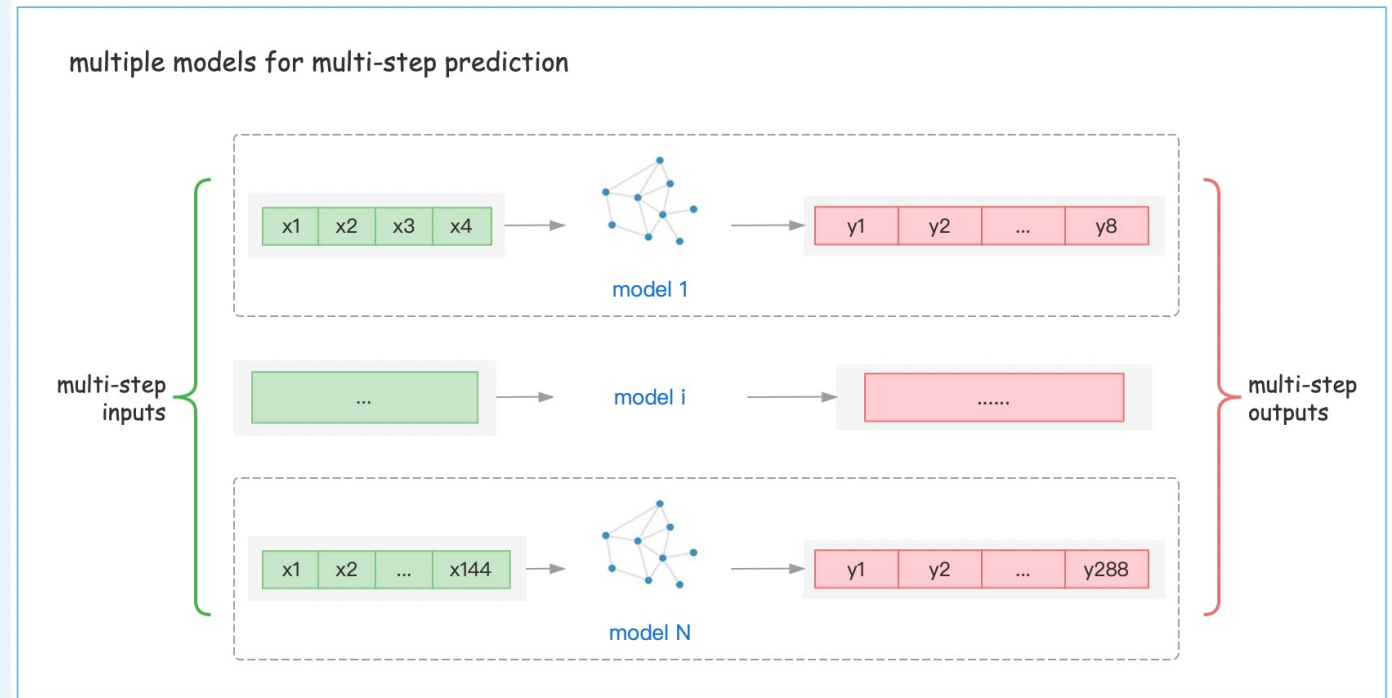 multiple models for multi-step prediction
x1 x2 x3 x4
y1 y2 ... y8
model 1
multi-step
inputs
...
model i
......
multi-step
outputs
x1 x2 ... x144
y1 y2 ... y288
model N